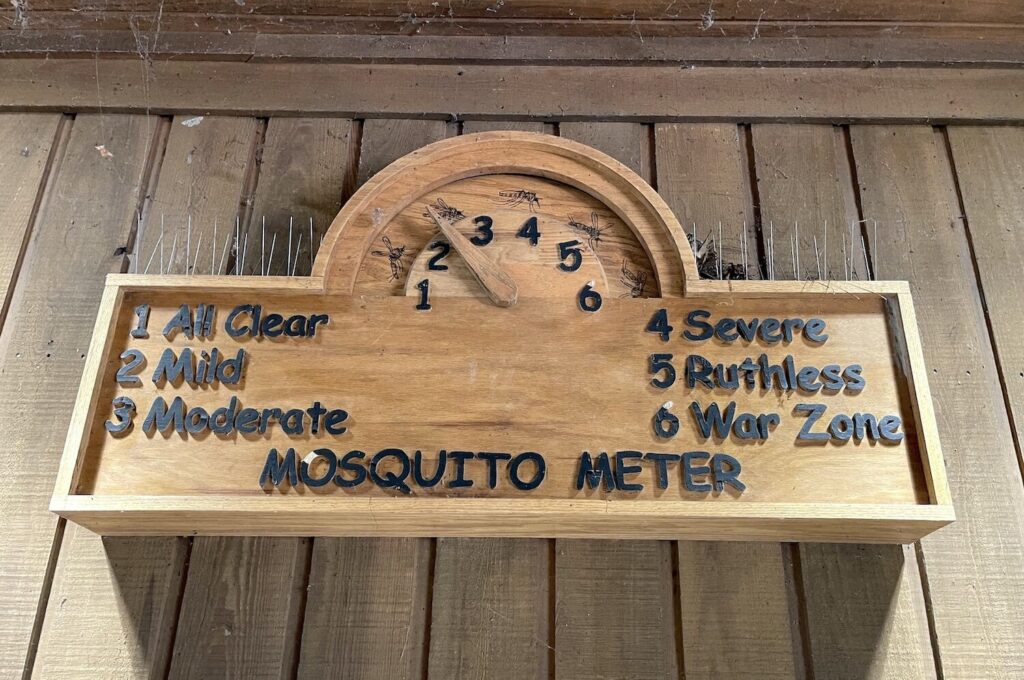 1 2 3 4 5 6
1 All Clear
2 Mild
3 Moderate
4 Severe
5 Ruthless
6 War Zone
MOSQUITO METER